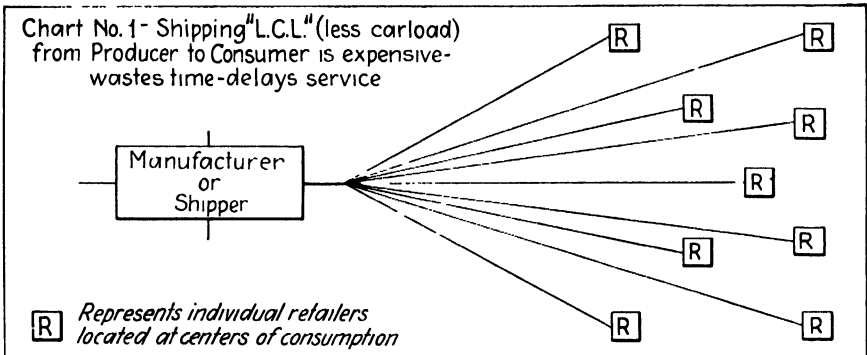 Chart No. 1 - Shipping "L.C.L." (less carload)
from Producer to Consumer is expensive-
wastes time-delays service
R
R
R
R
Manufacturer
or
Shipper
R
R
R
R
R
R Represents individual retailers
located at centers of consumption